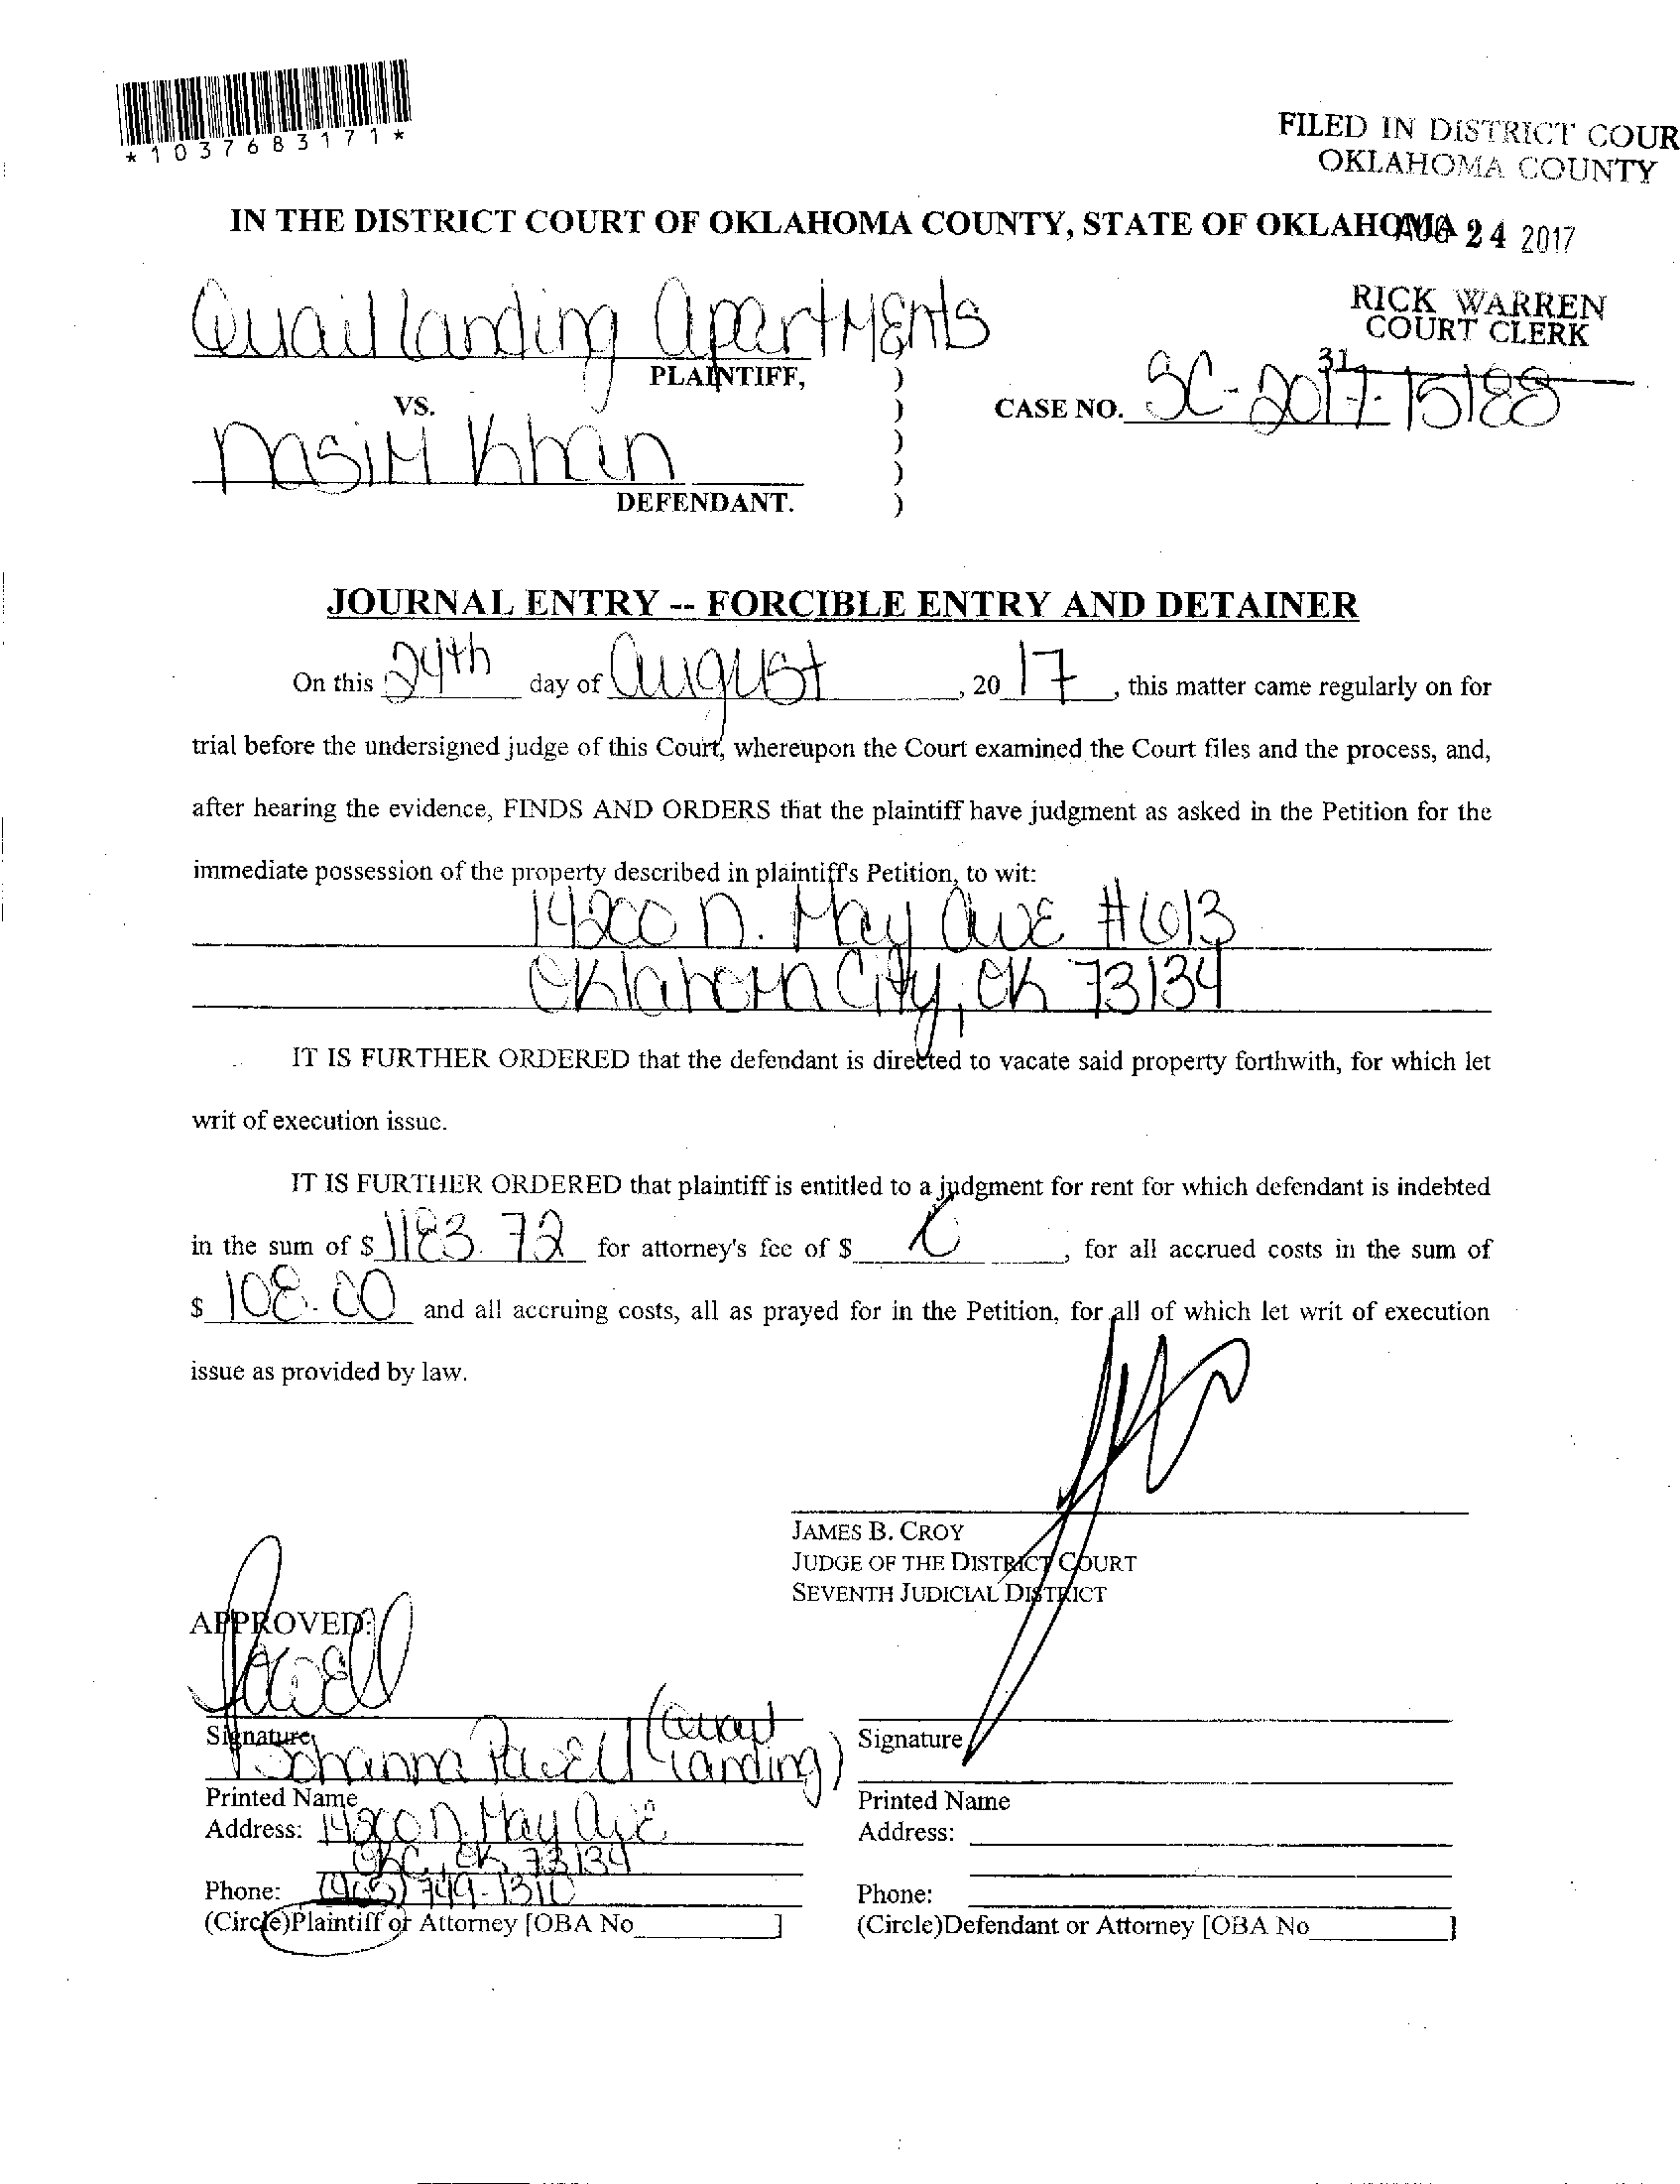 *1037683171*
FILED IN DISTRICT COUR
OKLAHOMA COUNTY
IN THE DISTRICT COURT OF OKLAHOMA COUNTY, STATE OF OKLAHOMA
AUG 24 2017
Quail landing apartments
PLAINTIFF,
RICK WARREN
COURT CLERK
31
VS.
)
)
)
)
)
CASE NO. SC-2017-15188
nasim Khan
DEFENDANT.
JOURNAL ENTRY -- FORCIBLE ENTRY AND DETAINER
On this 24th day of august, 20 17, this matter came regularly on for
trial before the undersigned judge of this Court, whereupon the Court examined the Court files and the process, and,
after hearing the evidence, FINDS AND ORDERS that the plaintiff have judgment as asked in the Petition for the
immediate possession of the property described in plaintiff's Petition, to wit:
14200 N. May ave #613
Oklahoma City, OK 73134
IT IS FURTHER ORDERED that the defendant is directed to vacate said property forthwith, for which let
writ of execution issue.
IT IS FURTHER ORDERED that plaintiff is entitled to a judgment for rent for which defendant is indebted
in the sum of $ 1183.72 for attorney's fee of $ , for all accrued costs in the sum of
$ 108.00 and all accruing costs, all as prayed for in the Petition, for all of which let writ of execution
issue as provided by law.
JAMES B. CROY
JUDGE OF THE DISTRICT COURT
SEVENTH JUDICIAL DISTRICT
APPROVED:
Powell
Signature
Johanna Powell (Quail landing)
Printed Name
Address: 14200 N. May ave
OKC, OK 73134
Phone: (405) 749-1310
(Circle)Plaintiff or Attorney [OBA No ]
Signature
Printed Name
Address:
Phone:
(Circle)Defendant or Attorney [OBA No ]